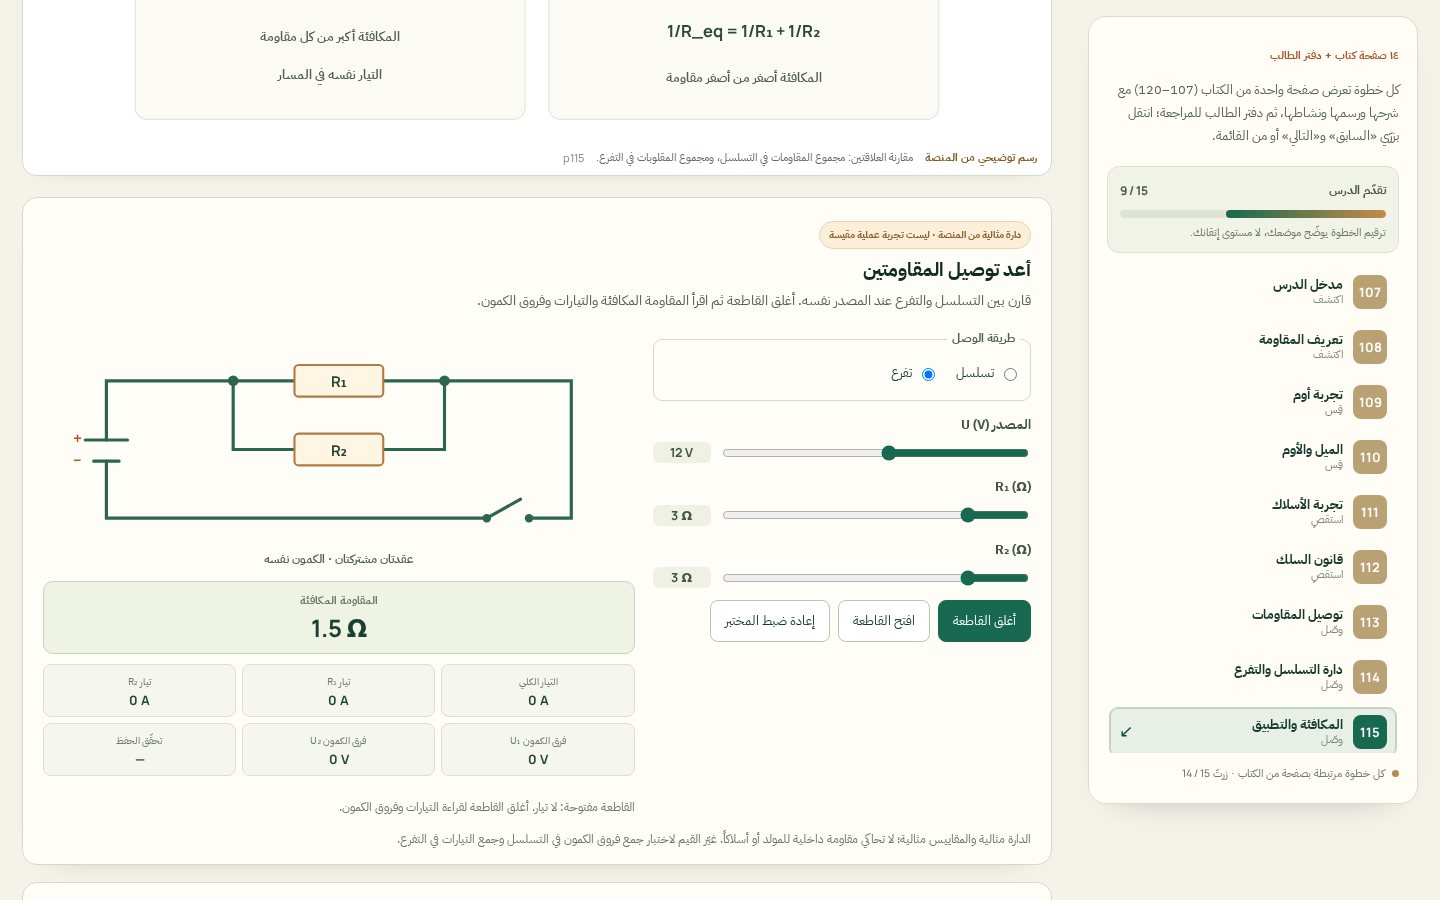 ١٤ صفحة كتاب + دفتر الطالب
كل خطوة تعرض صفحة واحدة من الكتاب (107–120) مع
شرحها ورسمها ونشاطها، ثم دفتر الطالب للمراجعة؛ انتقل
بزرّي «السابق» و«التالي» أو من القائمة.
تقدّم الدرس
9 / 15
ترقيم الخطوة يوضّح موضعك، لا مستوى إتقانك.
107
مدخل الدرس
اكتشف
108
تعريف المقاومة
اكتشف
109
تجربة أوم
قِس
110
الميل والأوم
قِس
111
تجربة الأسلاك
استقصِ
112
قانون السلك
استقصِ
113
توصيل المقاومات
وصّل
114
دارة التسلسل والتفرع
وصّل
115
المكافئة والتطبيق
وصّل
↙
كل خطوة مرتبطة بصفحة من الكتاب · زرتَ 15 / 14
1/R_eq = 1/R₁ + 1/R₂
المكافئة أصغر من أصغر مقاومة
المكافئة أكبر من كل مقاومة
التيار نفسه في المسار
رسم توضيحي من المنصة مقارنة العلاقتين: مجموع المقاومات في التسلسل، ومجموع المقلوبات في التفرع. p115
دارة مثالية من المنصة · ليست تجربة عملية مقيسة
أعد توصيل المقاومتين
قارن بين التسلسل والتفرع عند المصدر نفسه. أغلق القاطعة ثم اقرأ المقاومة المكافئة والتيارات وفروق الكمون.
طريقة الوصل
تسلسل
تفرع
المصدر U (V)
12 V
R₁ (Ω)
3 Ω
R₂ (Ω)
3 Ω
أغلق القاطعة
افتح القاطعة
إعادة ضبط المختبر
R₁
R₂
+
−
عقدتان مشتركتان · الكمون نفسه
المقاومة المكافئة
1.5 Ω
التيار الكلي
0 A
تيار R₁
0 A
تيار R₂
0 A
فرق الكمون U₁
0 V
فرق الكمون U₂
0 V
تحقّق الحفظ
—
القاطعة مفتوحة: لا تيار. أغلق القاطعة لقراءة التيارات وفروق الكمون.
الدارة مثالية والمقاييس مثالية؛ لا تحاكي مقاومة داخلية للمولد أو أسلاكاً. غيّر القيم لاختبار جمع فروق الكمون في التسلسل وجمع التيارات في التفرع.